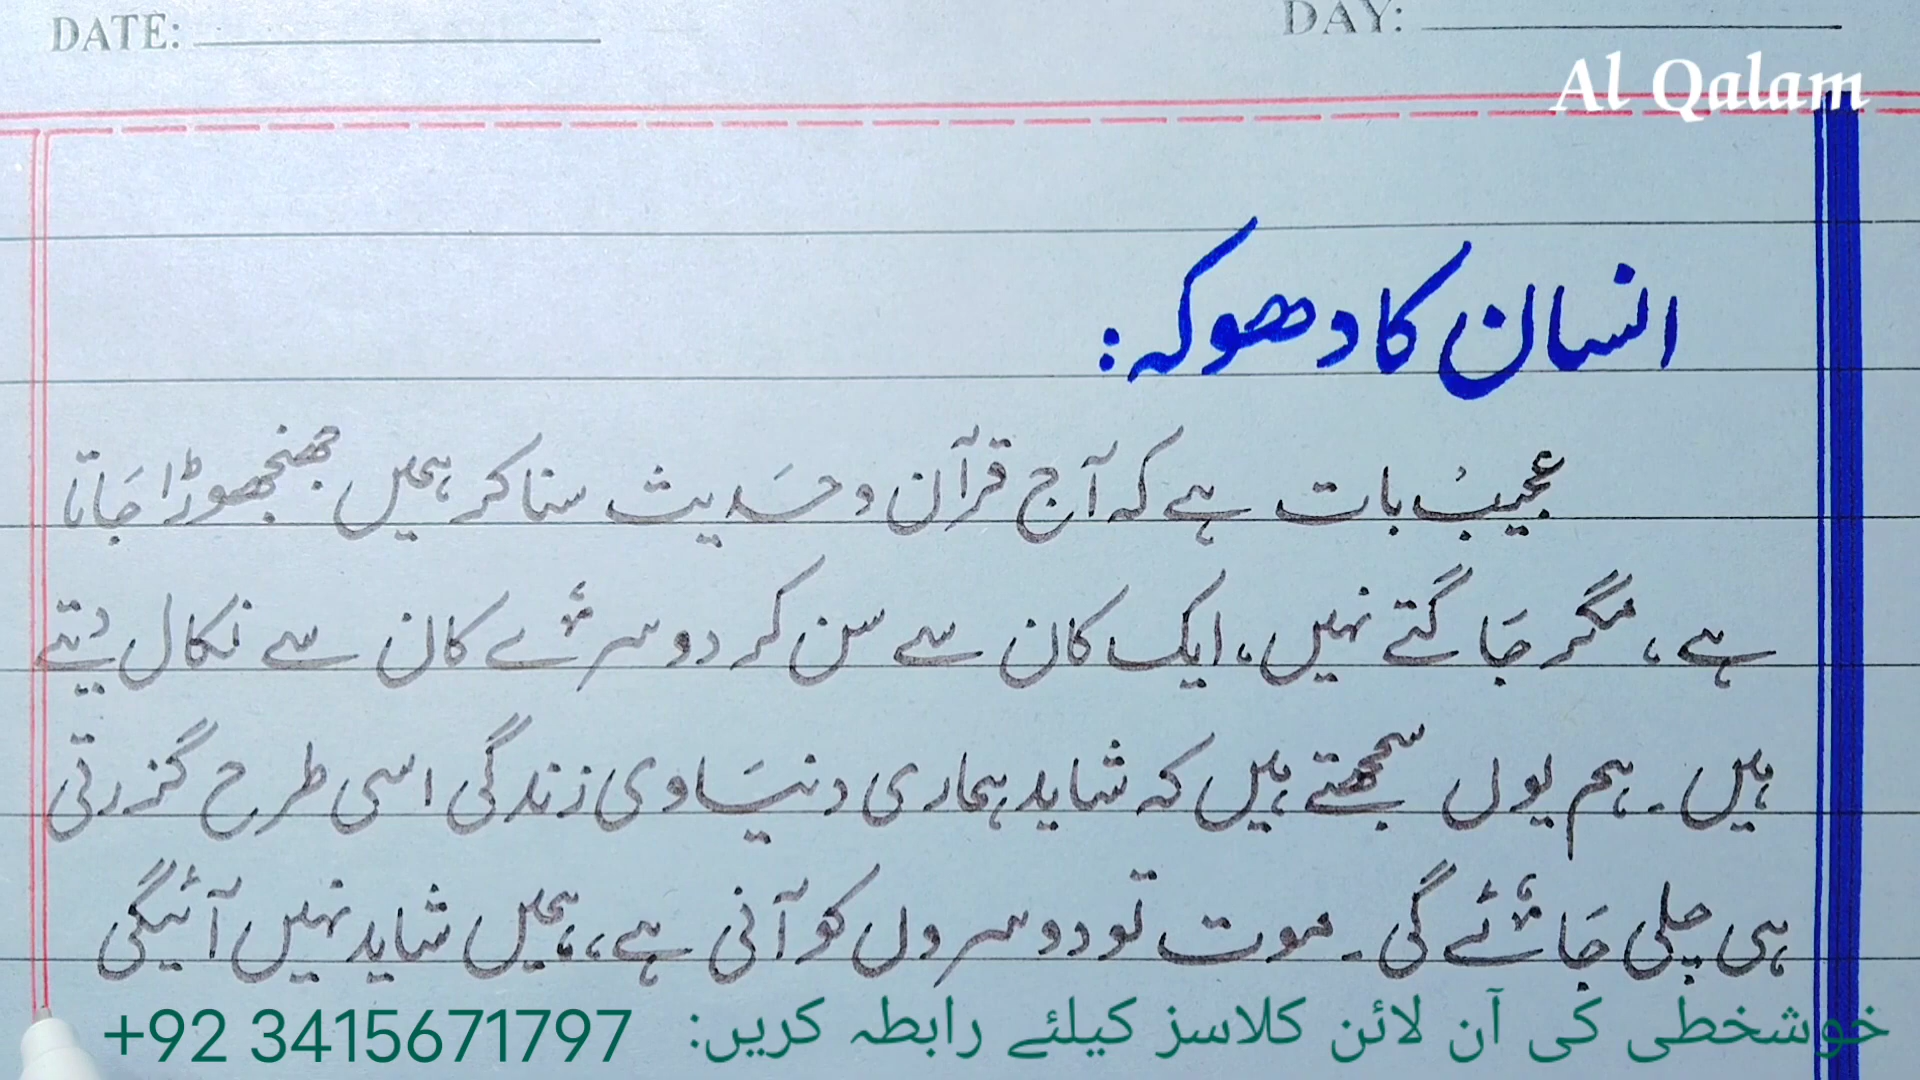 DATE: DAY:
Al Qalam
انسان کا دھوکہ:
عجیب بات ہے کہ آج قرآن و حدیث سنا کر ہمیں جھنجھوڑا جاتا
ہے، مگر جاگتے نہیں، ایک کان سے سن کر دوسرے کان سے نکال دیتے
ہیں۔ ہم یوں سمجھتے ہیں کہ شاید ہماری دنیاوی زندگی اسی طرح گزرتی
ہی چلی جائے گی۔ موت تو دوسروں کو آنی ہے، ہمیں شاید نہیں آئیگی
خوشخطی کی آن لائن کلاسز کیلئے رابطہ کریں: +92 3415671797